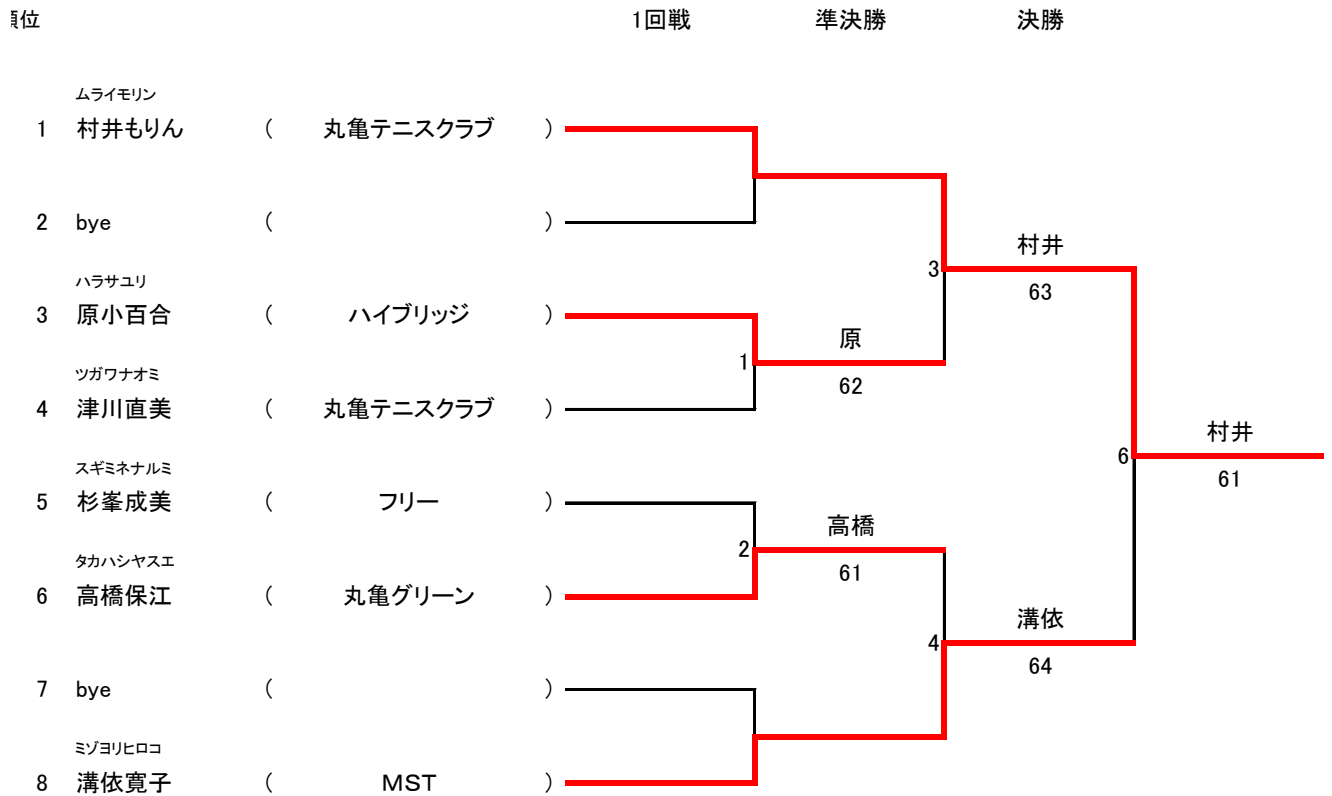 順位 1回戦 準決勝 決勝
ムライモリン
1 村井もりん ( 丸亀テニスクラブ )
2 bye ( )
村井
3
63
ハラサユリ
3 原小百合 ( ハイブリッジ )
原
1
62
ツガワナオミ
4 津川直美 ( 丸亀テニスクラブ )
村井
6
61
スギミネナルミ
5 杉峯成美 ( フリー )
高橋
2
61
タカハシヤスエ
6 高橋保江 ( 丸亀グリーン )
溝依
4
64
7 bye ( )
ミゾヨリヒロコ
8 溝依寛子 ( MST )